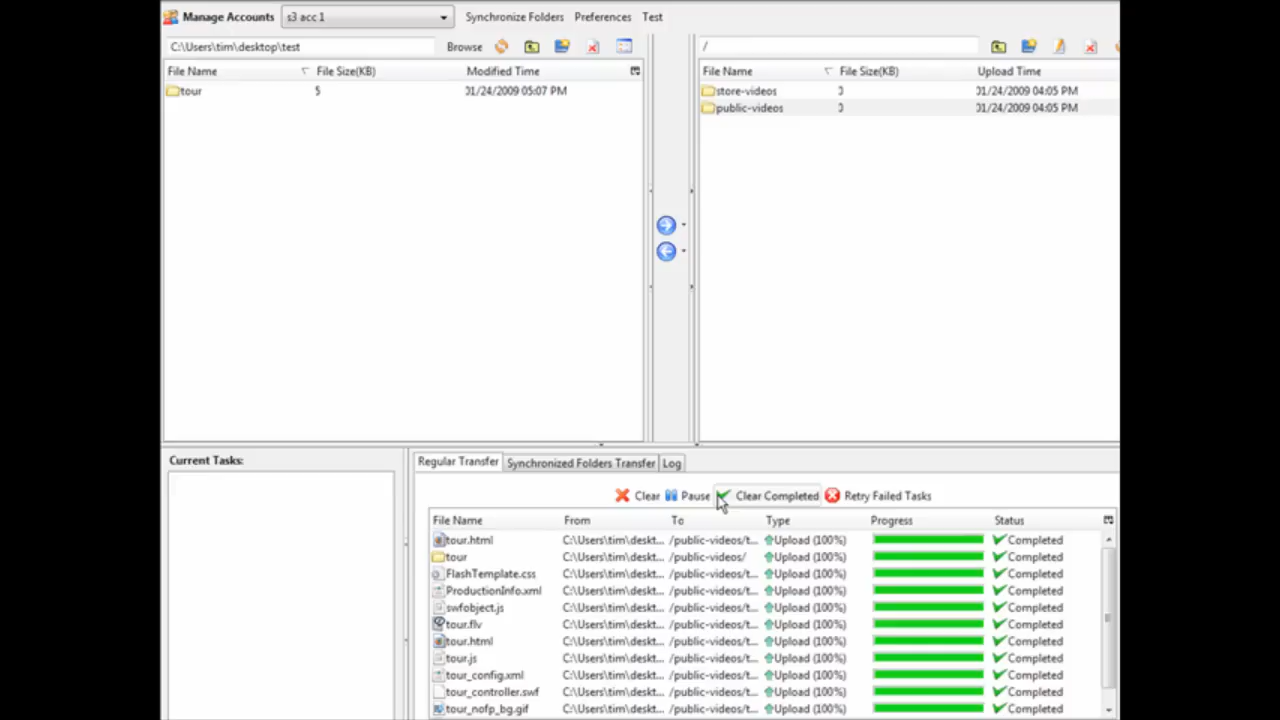 Manage Accounts s3 acc 1 Synchronize Folders Preferences Test
C:\Users\tim\desktop\test Browse /
File Name File Size(KB) Modified Time File Name File Size(KB) Upload Time
tour 5 01/24/2009 05:07 PM store-videos 0 01/24/2009 04:05 PM
public-videos 0 01/24/2009 04:05 PM
Current Tasks: Regular Transfer Synchronized Folders Transfer Log
Clear Pause Clear Completed Retry Failed Tasks
File Name From To Type Progress Status
tour.html C:\Users\tim\deskt... /public-videos/t... Upload (100%) Completed
tour C:\Users\tim\deskt... /public-videos/ Upload (100%) Completed
FlashTemplate.css C:\Users\tim\deskt... /public-videos/t... Upload (100%) Completed
ProductionInfo.xml C:\Users\tim\deskt... /public-videos/t... Upload (100%) Completed
swfobject.js C:\Users\tim\deskt... /public-videos/t... Upload (100%) Completed
tour.flv C:\Users\tim\deskt... /public-videos/t... Upload (100%) Completed
tour.html C:\Users\tim\deskt... /public-videos/t... Upload (100%) Completed
tour.js C:\Users\tim\deskt... /public-videos/t... Upload (100%) Completed
tour_config.xml C:\Users\tim\deskt... /public-videos/t... Upload (100%) Completed
tour_controller.swf C:\Users\tim\deskt... /public-videos/t... Upload (100%) Completed
tour_nofp_bg.gif C:\Users\tim\deskt... /public-videos/t... Upload (100%) Completed